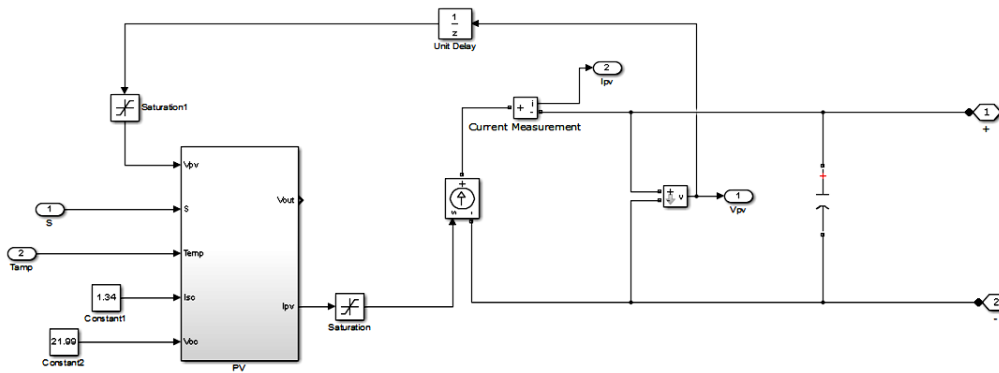 1
z
Unit Delay
Saturation1
2
Ipv
+ i
-
Current Measurement
1
+
Vpv
S
Temp
Isc
Voc
Vout
Ipv
PV
1
S
2
Tamp
1.34
Constant1
21.99
Constant2
Saturation
+
s -
+
- v
1
Vpv
+
2
-